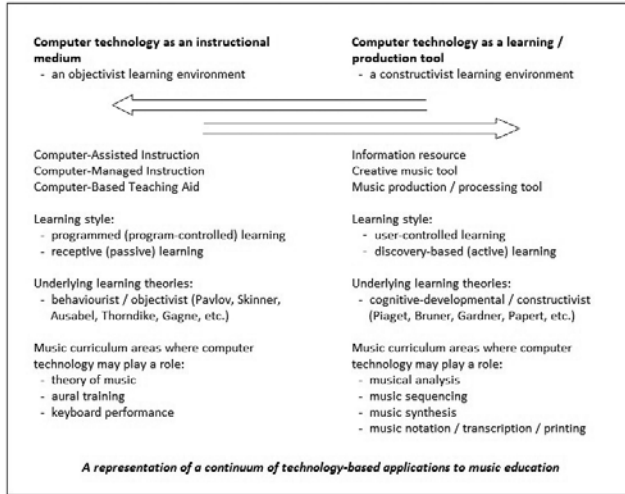 Computer technology as an instructional
medium
- an objectivist learning environment
Computer technology as a learning /
production tool
- a constructivist learning environment
Computer-Assisted Instruction
Computer-Managed Instruction
Computer-Based Teaching Aid
Information resource
Creative music tool
Music production / processing tool
Learning style:
- programmed (program-controlled) learning
- receptive (passive) learning
Learning style:
- user-controlled learning
- discovery-based (active) learning
Underlying learning theories:
- behaviourist / objectivist (Pavlov, Skinner,
Ausabel, Thorndike, Gagne, etc.)
Underlying learning theories:
- cognitive-developmental / constructivist
(Piaget, Bruner, Gardner, Papert, etc.)
Music curriculum areas where computer
technology may play a role:
- theory of music
- aural training
- keyboard performance
Music curriculum areas where computer
technology may play a role:
- musical analysis
- music sequencing
- music synthesis
- music notation / transcription / printing
A representation of a continuum of technology-based applications to music education